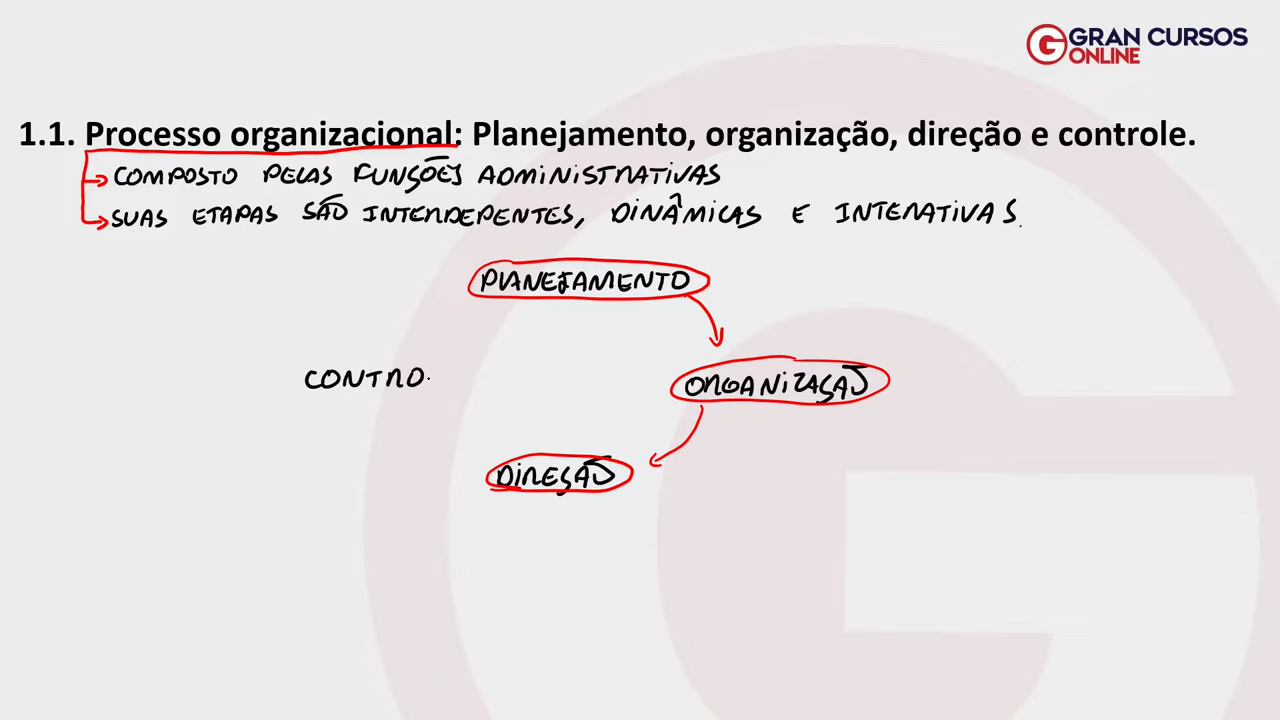 GRAN CURSOS
ONLINE
1.1. Processo organizacional: Planejamento, organização, direção e controle.
COMPOSTO PELAS FUNÇÕES ADMINISTRATIVAS
SUAS ETAPAS SÃO INTERDEPENTES, DINÂMICAS E INTERATIVAS.
PLANEJAMENTO
CONTRO
ORGANIZAÇÃO
DIREÇÃO